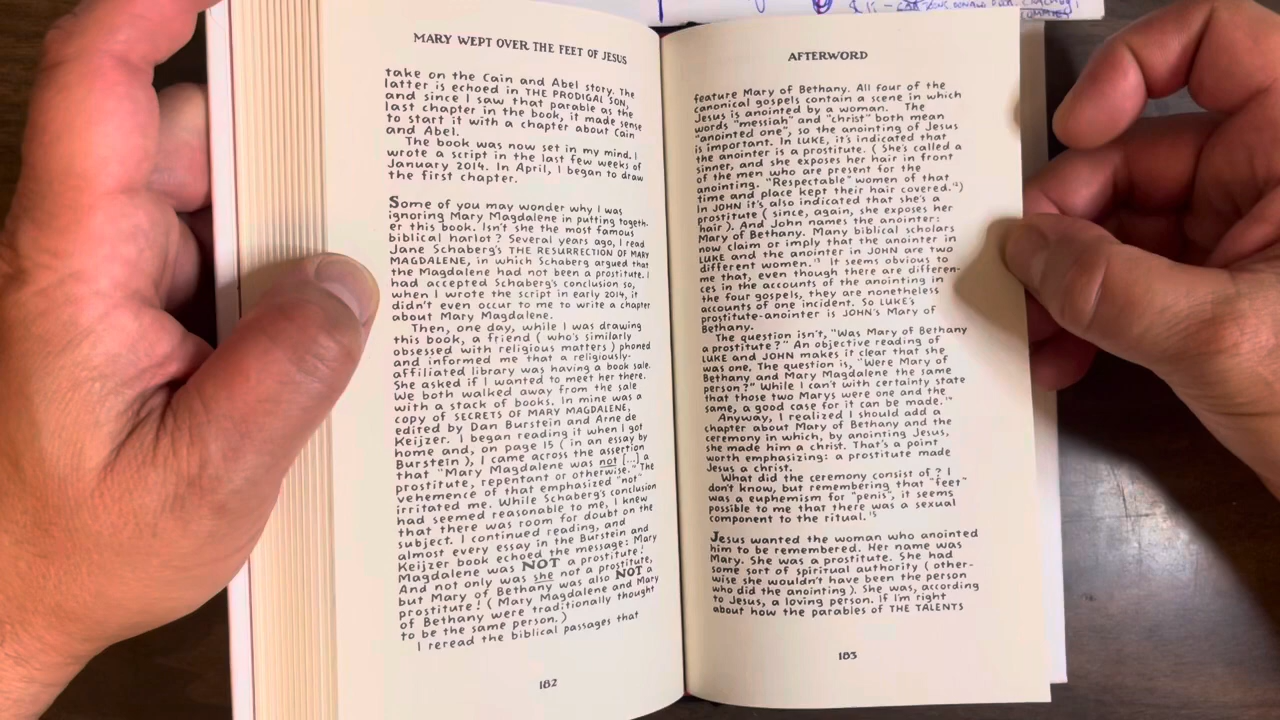 MARY WEPT OVER THE FEET OF JESUS
take on the Cain and Abel story. The
latter is echoed in THE PRODIGAL SON,
and since I saw that parable as the
last chapter in the book, it made sense
to start it with a chapter about Cain
and Abel.
The book was now set in my mind. I
wrote a script in the last few weeks of
January 2014. In April, I began to draw
the first chapter.
Some of you may wonder why I was
ignoring Mary Magdalene in putting togeth-
er this book. Isn't she the most famous
biblical harlot? Several years ago, I read
Jane Schaberg's THE RESURRECTION OF MARY
MAGDALENE, in which Schaberg argued that
the Magdalene had not been a prostitute. I
had accepted Schaberg's conclusion so,
when I wrote the script in early 2014, it
didn't even occur to me to write a chapter
about Mary Magdalene.
Then, one day, while I was drawing
this book, a friend (who's similarly
obsessed with religious matters) phoned
and informed me that a religiously-
affiliated library was having a book sale.
She asked if I wanted to meet her there.
We both walked away from the sale
with a stack of books. In mine was a
copy of SECRETS OF MARY MAGDALENE,
edited by Dan Burstein and Arne de
Keijzer. I began reading it when I got
home and, on page 15 (in an essay by
Burstein), I came across the assertion
that "Mary Magdalene was not [...] a
prostitute, repentant or otherwise." The
vehemence of that emphasized "not"
irritated me. While Schaberg's conclusion
had seemed reasonable to me, I knew
that there was room for doubt on the
subject. I continued reading, and
almost every essay in the Burstein and
Keijzer book echoed the message: Mary
Magdalene was NOT a prostitute!
And not only was she not a prostitute,
but Mary of Bethany was also NOT a
prostitute! (Mary Magdalene and Mary
of Bethany were traditionally thought
to be the same person.)
I reread the biblical passages that
182
AFTERWORD
feature Mary of Bethany. All four of the
canonical gospels contain a scene in which
Jesus is anointed by a woman. The
words "messiah" and "christ" both mean
"anointed one", so the anointing of Jesus
is important. In LUKE, it's indicated that
the anointer is a prostitute. (She's called a
sinner, and she exposes her hair in front
of the men who are present for the
anointing. "Respectable" women of that
time and place kept their hair covered.¹²)
In JOHN it's also indicated that she's a
prostitute (since, again, she exposes her
hair). And John names the anointer:
Mary of Bethany. Many biblical scholars
now claim or imply that the anointer in
LUKE and the anointer in JOHN are two
different women.¹³ It seems obvious to
me that, even though there are differen-
ces in the accounts of the anointing in
the four gospels, they are nonetheless
accounts of one incident. So LUKE's
prostitute-anointer is JOHN's Mary of
Bethany.
The question isn't, "Was Mary of Bethany
a prostitute?" An objective reading of
LUKE and JOHN makes it clear that she
was one. The question is, "Were Mary of
Bethany and Mary Magdalene the same
person?" While I can't with certainty state
that those two Marys were one and the
same, a good case for it can be made.¹⁴
Anyway, I realized I should add a
chapter about Mary of Bethany and the
ceremony in which, by anointing Jesus,
she made him a christ. That's a point
worth emphasizing: a prostitute made
Jesus a christ.
What did the ceremony consist of? I
don't know, but remembering that "feet"
was a euphemism for "penis", it seems
possible to me that there was a sexual
component to the ritual.¹⁵
Jesus wanted the woman who anointed
him to be remembered. Her name was
Mary. She was a prostitute. She had
some sort of spiritual authority (other-
wise she wouldn't have been the person
who did the anointing). She was, according
to Jesus, a loving person. If I'm right
about how the parables of THE TALENTS
183